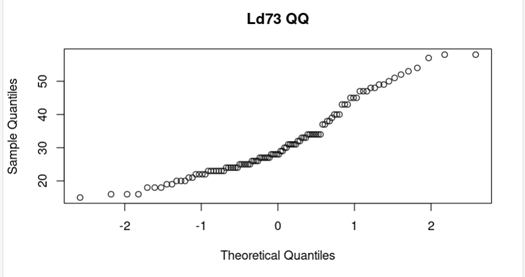 Ld73 QQ
Sample Quantiles
50
40
30
20
-2 -1 0 1 2
Theoretical Quantiles